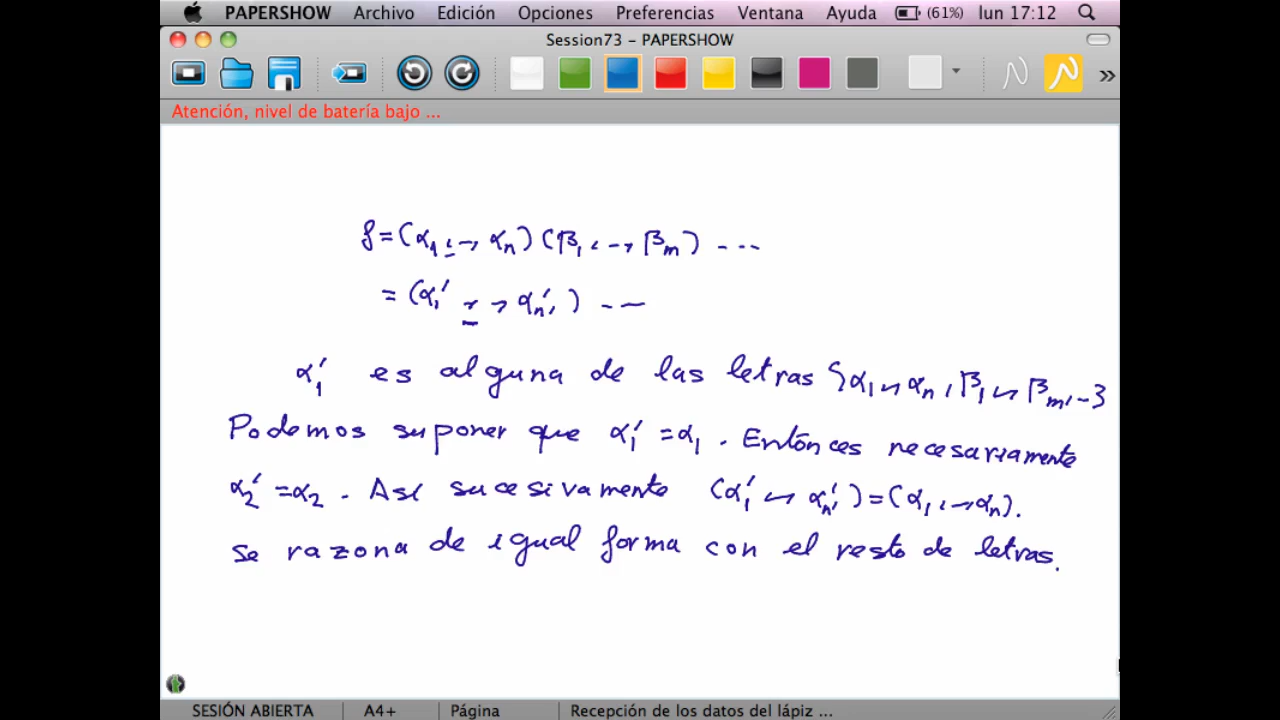 PAPERSHOW Archivo Edición Opciones Preferencias Ventana Ayuda (61%) lun 17:12
Session73 – PAPERSHOW
Atención, nivel de batería bajo ...
f = (α₁, ..., αₙ) (β₁, ..., βₘ) ...
= (α₁', ..., αₙ'') ...
α₁' es alguna de las letras {α₁, ..., αₙ, β₁, ..., βₘ, ...}
Podemos suponer que α₁' = α₁. Entónces necesariamente
α₂' = α₂. Así sucesivamente (α₁', ..., αₙ'') = (α₁, ..., αₙ).
se razona de igual forma con el resto de letras.
SESIÓN ABIERTA A4+ Página Recepción de los datos del lápiz ...